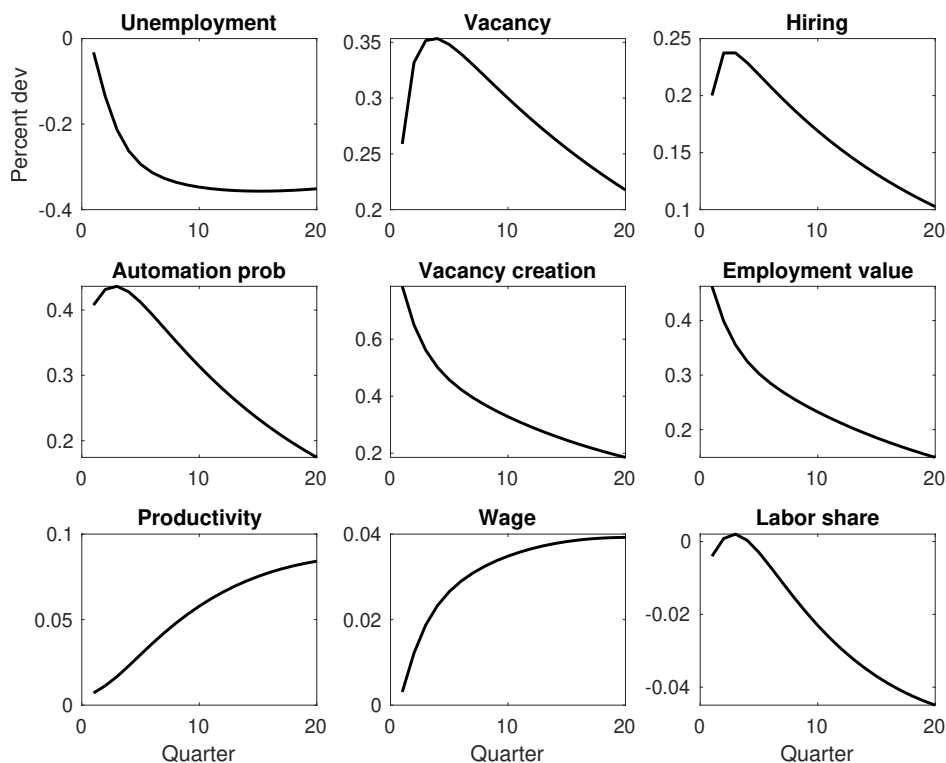 Unemployment
Percent dev
0
-0.2
-0.4
0 10 20
Vacancy
0.35
0.3
0.25
0.2
0 10 20
Hiring
0.25
0.2
0.15
0.1
0 10 20
Automation prob
0.4
0.3
0.2
0 10 20
Vacancy creation
0.6
0.4
0.2
0 10 20
Employment value
0.4
0.3
0.2
0 10 20
Productivity
0.1
0.05
0
0 10 20
Quarter
Wage
0.04
0.02
0
0 10 20
Quarter
Labor share
0
-0.02
-0.04
0 10 20
Quarter